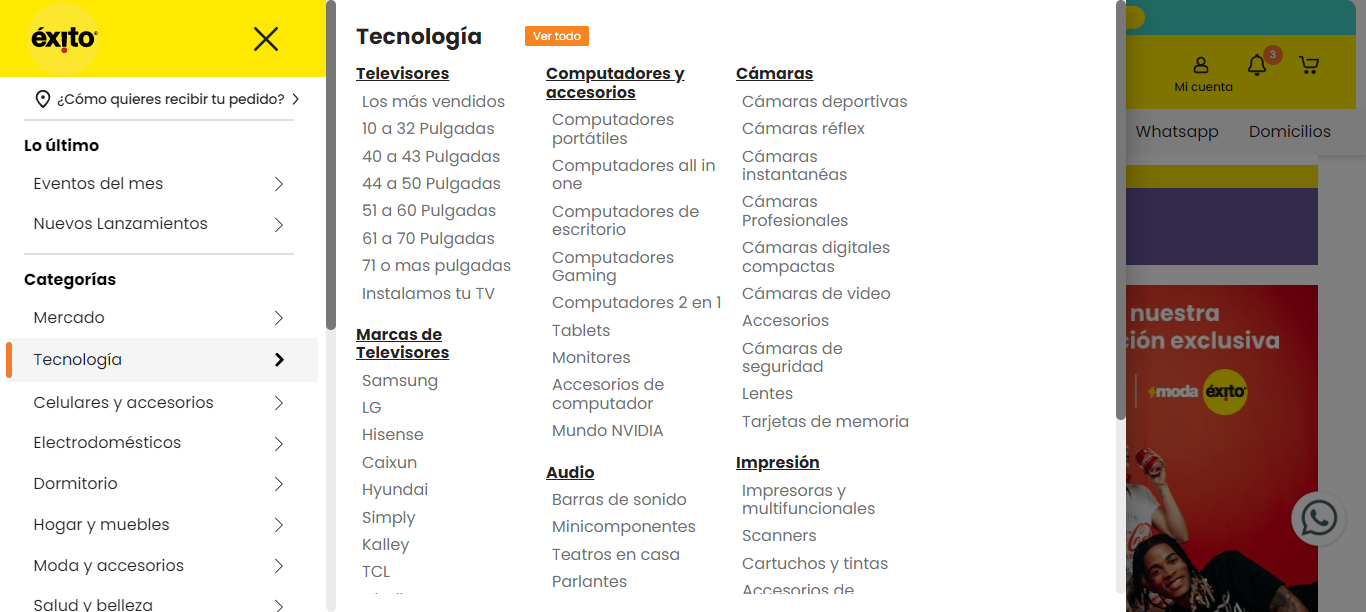 éxito
¿Cómo quieres recibir tu pedido?
Lo último
Eventos del mes
Nuevos Lanzamientos
Categorías
Mercado
Tecnología
Celulares y accesorios
Electrodomésticos
Dormitorio
Hogar y muebles
Moda y accesorios
Salud y belleza
Tecnología
Ver todo
Televisores
Los más vendidos
10 a 32 Pulgadas
40 a 43 Pulgadas
44 a 50 Pulgadas
51 a 60 Pulgadas
61 a 70 Pulgadas
71 o mas pulgadas
Instalamos tu TV
Marcas de
Televisores
Samsung
LG
Hisense
Caixun
Hyundai
Simply
Kalley
TCL
Computadores y
accesorios
Computadores
portátiles
Computadores all in
one
Computadores de
escritorio
Computadores
Gaming
Computadores 2 en 1
Tablets
Monitores
Accesorios de
computador
Mundo NVIDIA
Audio
Barras de sonido
Minicomponentes
Teatros en casa
Parlantes
Cámaras
Cámaras deportivas
Cámaras réflex
Cámaras
instantanéas
Cámaras
Profesionales
Cámaras digitales
compactas
Cámaras de video
Accesorios
Cámaras de
seguridad
Lentes
Tarjetas de memoria
Impresión
Impresoras y
multifuncionales
Scanners
Cartuchos y tintas
Accesorios de
3
Mi cuenta
Whatsapp
Domicilios
nuestra
ión exclusiva
moda éxito